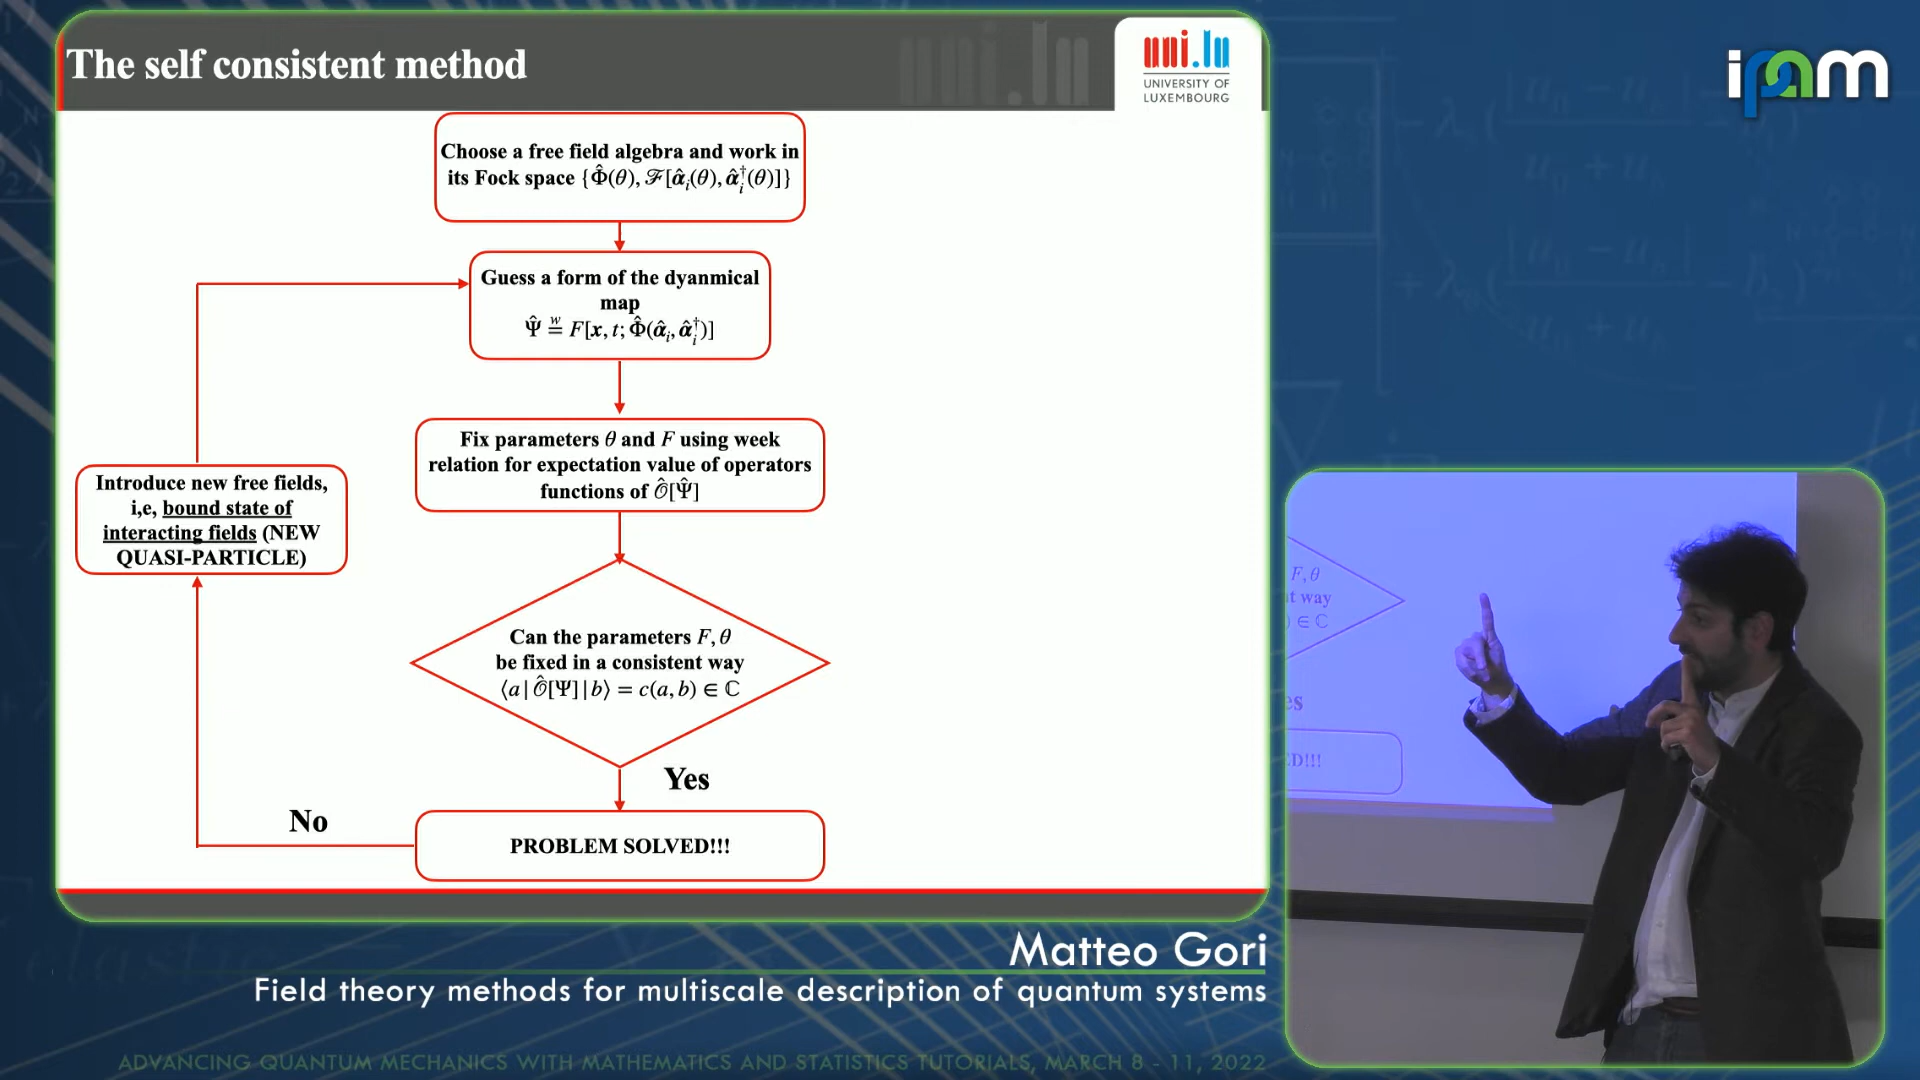 The self consistent method
uni.lu
UNIVERSITY OF
LUXEMBOURG
ipam
Choose a free field algebra and work in
its Fock space {Φ̂(θ), ℱ[α̂ᵢ(θ), α̂ᵢ†(θ)]}
Guess a form of the dyanmical
map
Ψ̂ =ʷ F[x, t; Φ̂(α̂ᵢ, α̂ᵢ†)]
Fix parameters θ and F using week
relation for expectation value of operators
functions of 𝒪̂[Ψ̂]
Introduce new free fields,
i,e, bound state of
interacting fields (NEW
QUASI-PARTICLE)
Can the parameters F, θ
be fixed in a consistent way
⟨a | 𝒪̂[Ψ] | b⟩ = c(a, b) ∈ ℂ
Yes
No
PROBLEM SOLVED!!!
F, θ
t way
) ∈ ℂ
es
ED!!!
Matteo Gori
Field theory methods for multiscale description of quantum systems
ADVANCING QUANTUM MECHANICS WITH MATHEMATICS AND STATISTICS TUTORIALS, MARCH 8 - 11, 2022